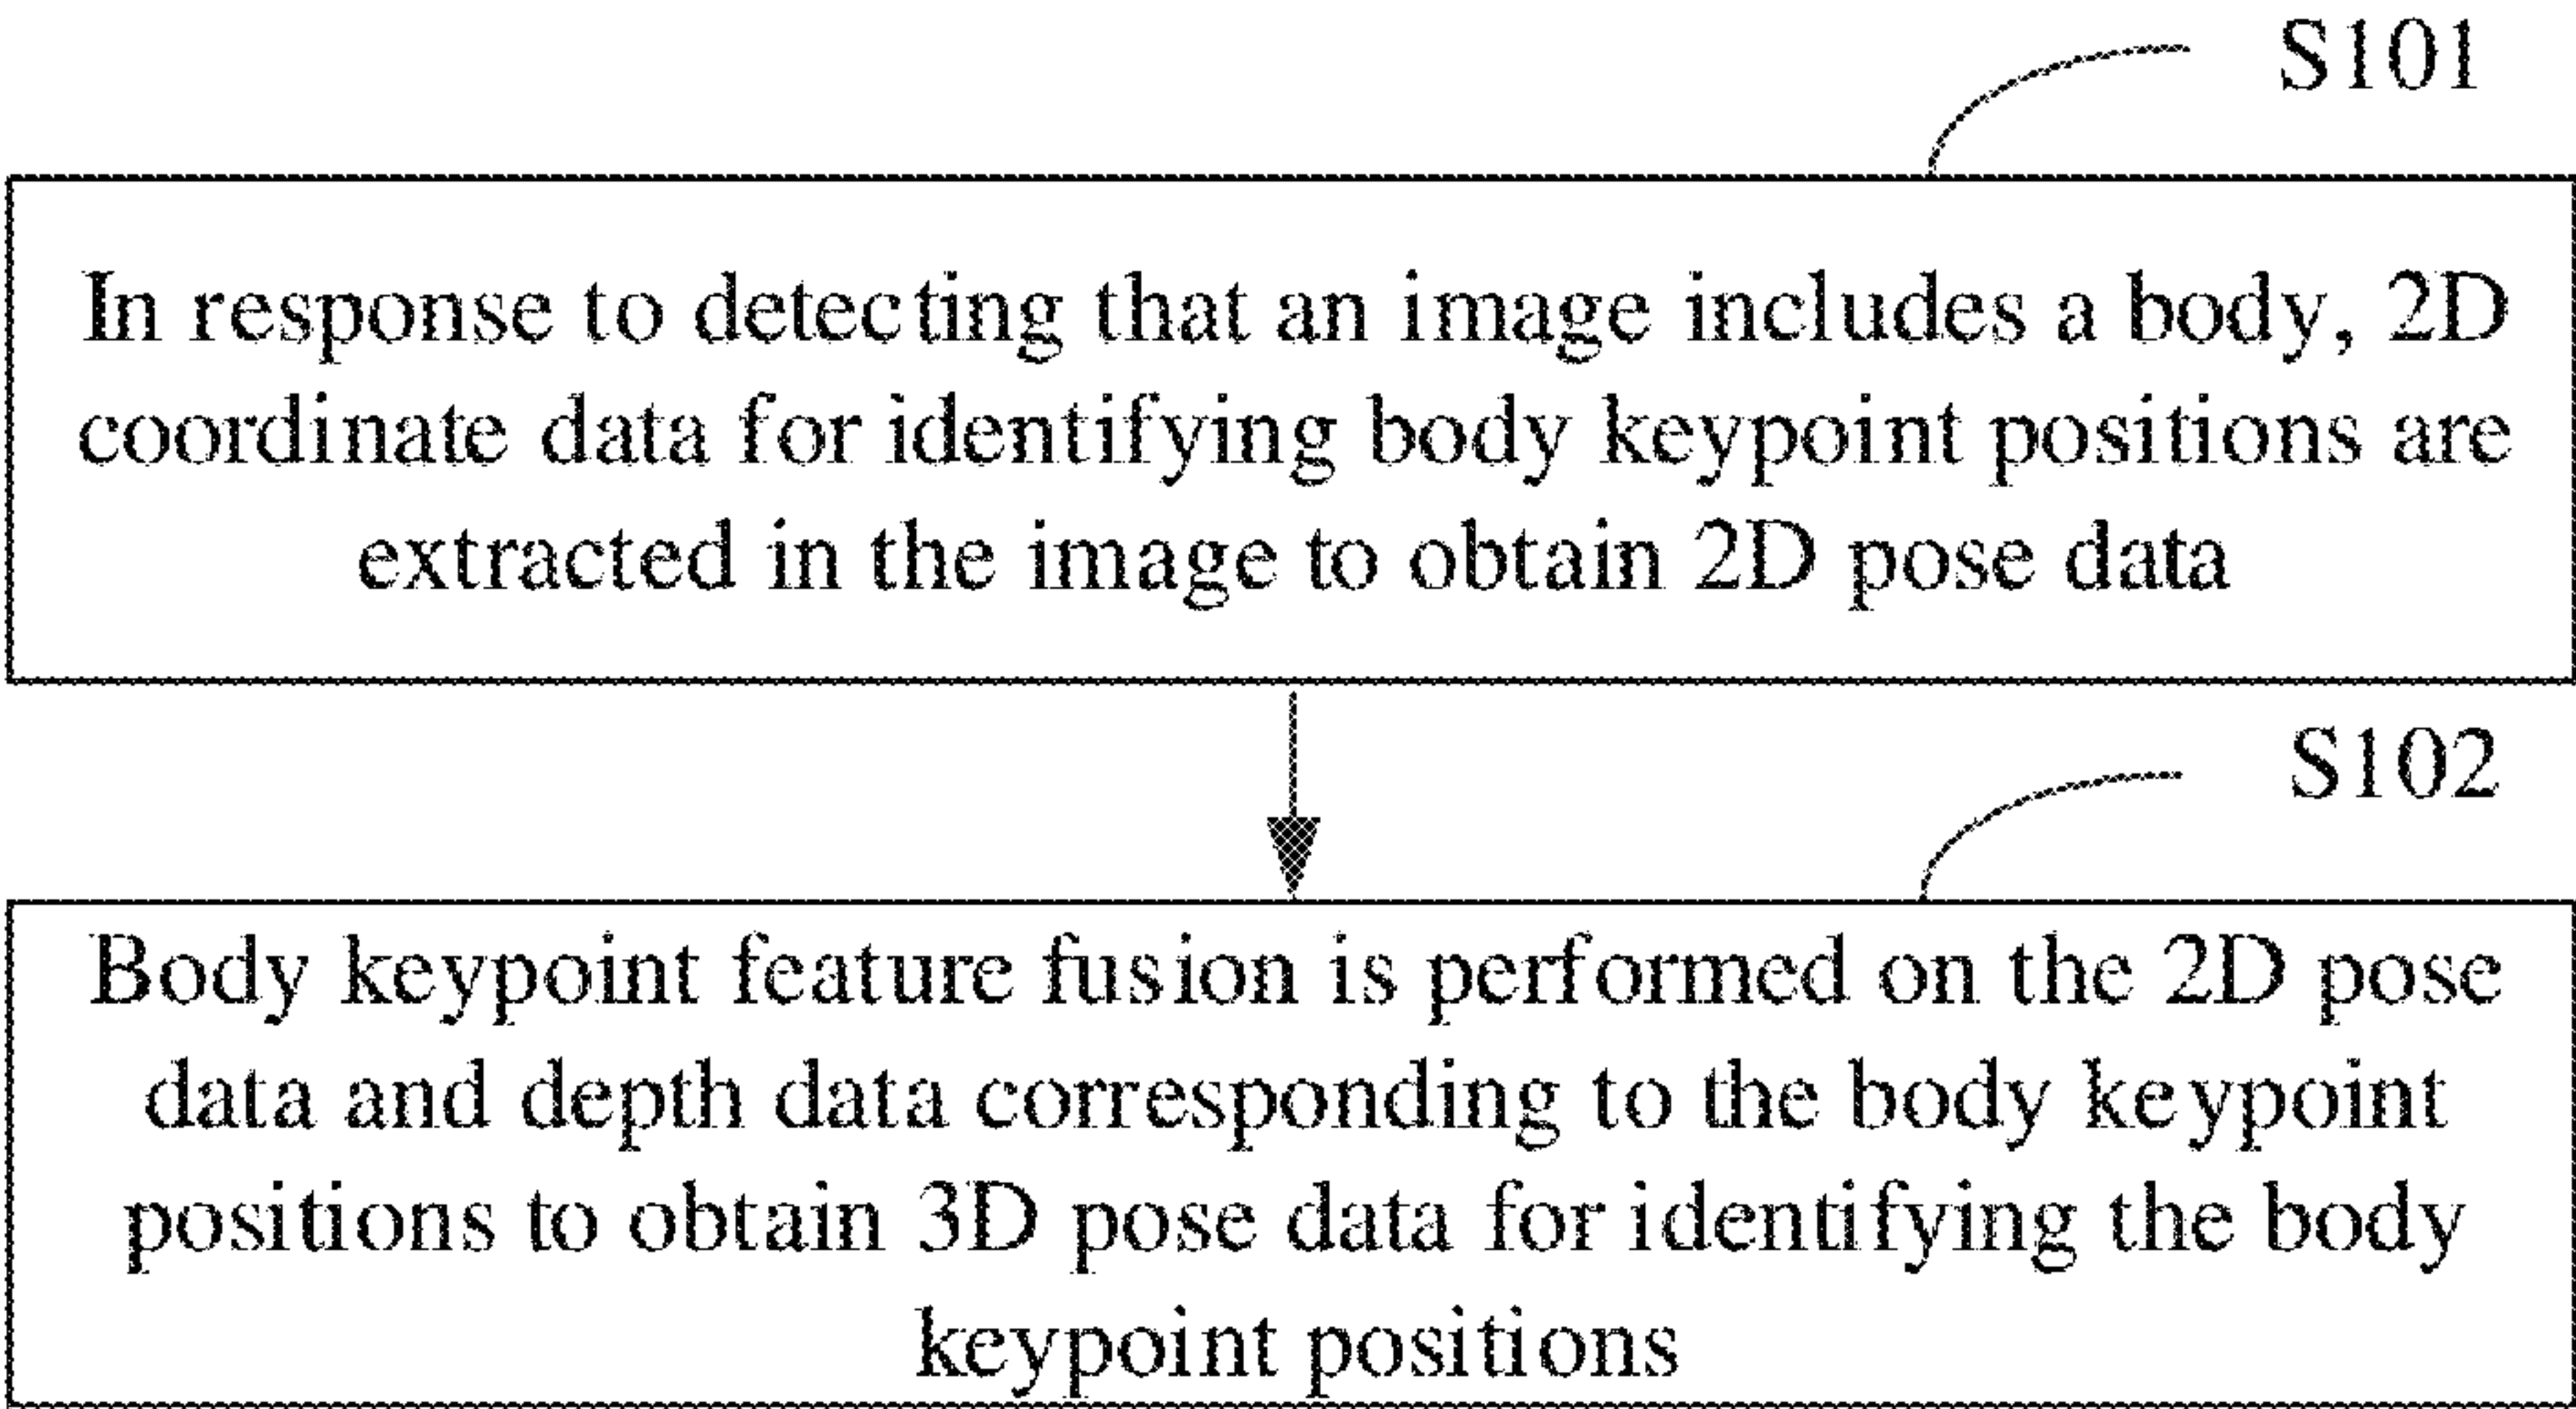 S101
In response to detecting that an image includes a body, 2D
coordinate data for identifying body keypoint positions are
extracted in the image to obtain 2D pose data
S102
Body keypoint feature fusion is performed on the 2D pose
data and depth data corresponding to the body keypoint
positions to obtain 3D pose data for identifying the body
keypoint positions